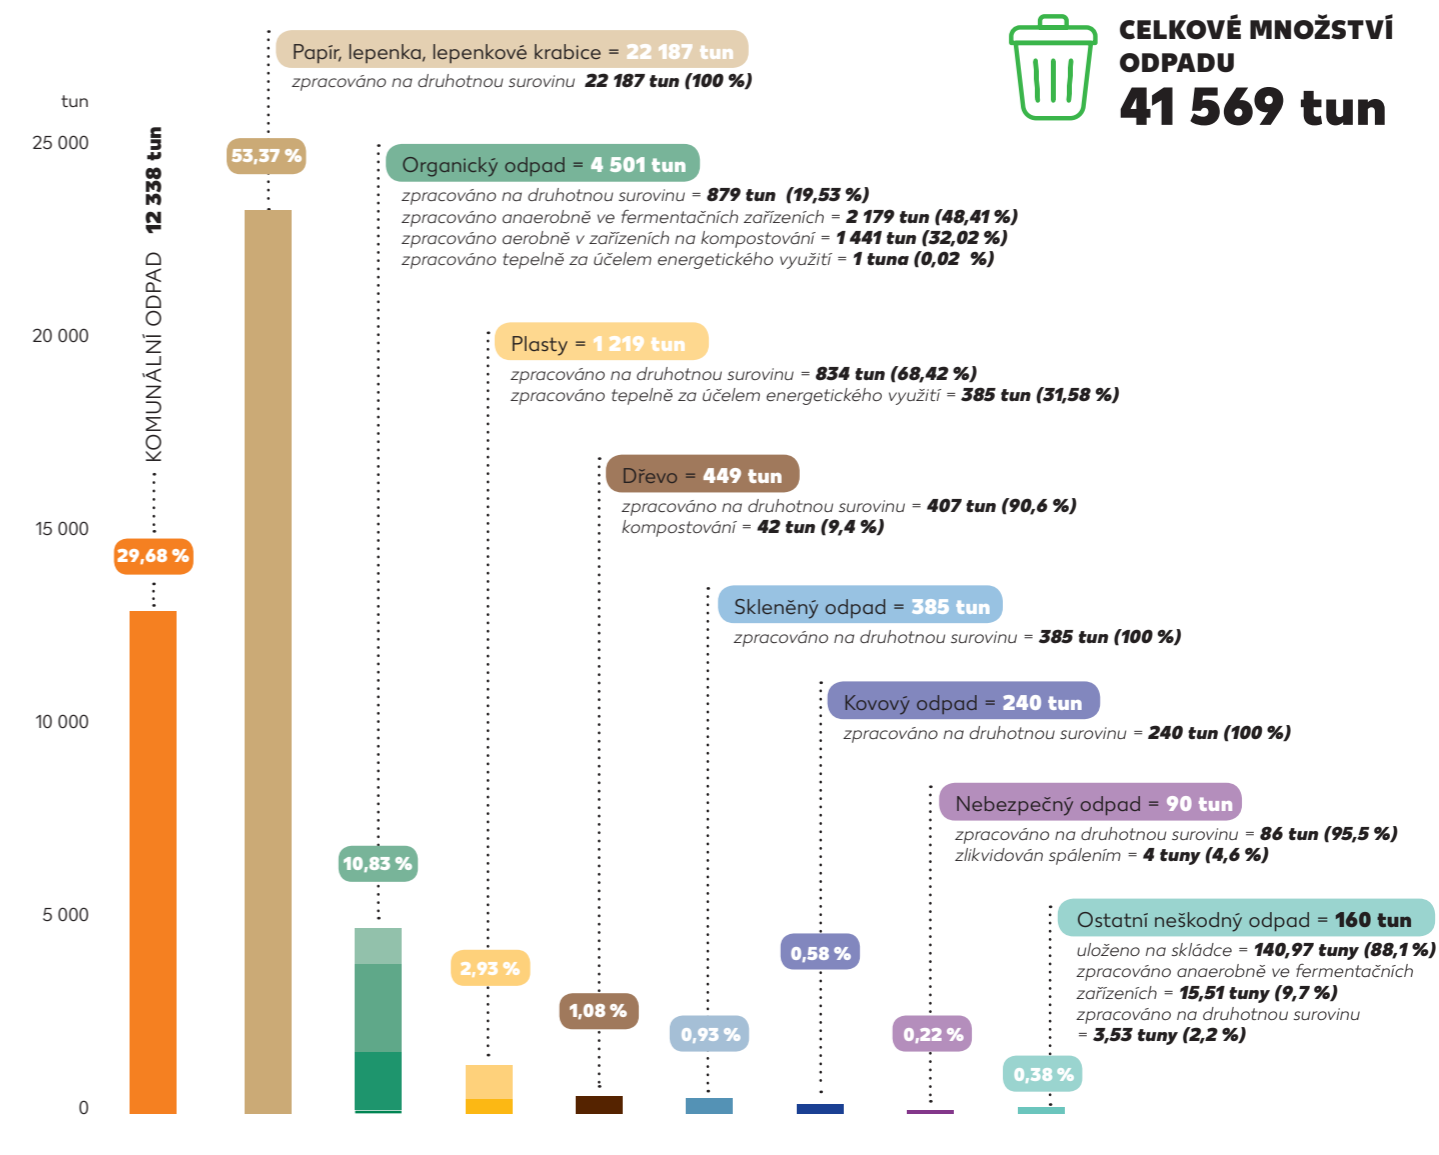 CELKOVÉ MNOŽSTVÍ
ODPADU
41 569 tun
tun
25 000
20 000
15 000
10 000
5 000
0
KOMUNÁLNÍ ODPAD 12 338 tun
29,68 %
Papír, lepenka, lepenkové krabice = 22 187 tun
zpracováno na druhotnou surovinu 22 187 tun (100 %)
53,37 %
Organický odpad = 4 501 tun
zpracováno na druhotnou surovinu = 879 tun (19,53 %)
zpracováno anaerobně ve fermentačních zařízeních = 2 179 tun (48,41 %)
zpracováno aerobně v zařízeních na kompostování = 1 441 tun (32,02 %)
zpracováno tepelně za účelem energetického využití = 1 tuna (0,02 %)
10,83 %
Plasty = 1 219 tun
zpracováno na druhotnou surovinu = 834 tun (68,42 %)
zpracováno tepelně za účelem energetického využití = 385 tun (31,58 %)
2,93 %
Dřevo = 449 tun
zpracováno na druhotnou surovinu = 407 tun (90,6 %)
kompostování = 42 tun (9,4 %)
1,08 %
Skleněný odpad = 385 tun
zpracováno na druhotnou surovinu = 385 tun (100 %)
0,93 %
Kovový odpad = 240 tun
zpracováno na druhotnou surovinu = 240 tun (100 %)
0,58 %
Nebezpečný odpad = 90 tun
zpracováno na druhotnou surovinu = 86 tun (95,5 %)
zlikvidován spálením = 4 tuny (4,6 %)
0,22 %
Ostatní neškodný odpad = 160 tun
uloženo na skládce = 140,97 tuny (88,1 %)
zpracováno anaerobně ve fermentačních
zařízeních = 15,51 tuny (9,7 %)
zpracováno na druhotnou surovinu
= 3,53 tuny (2,2 %)
0,38 %